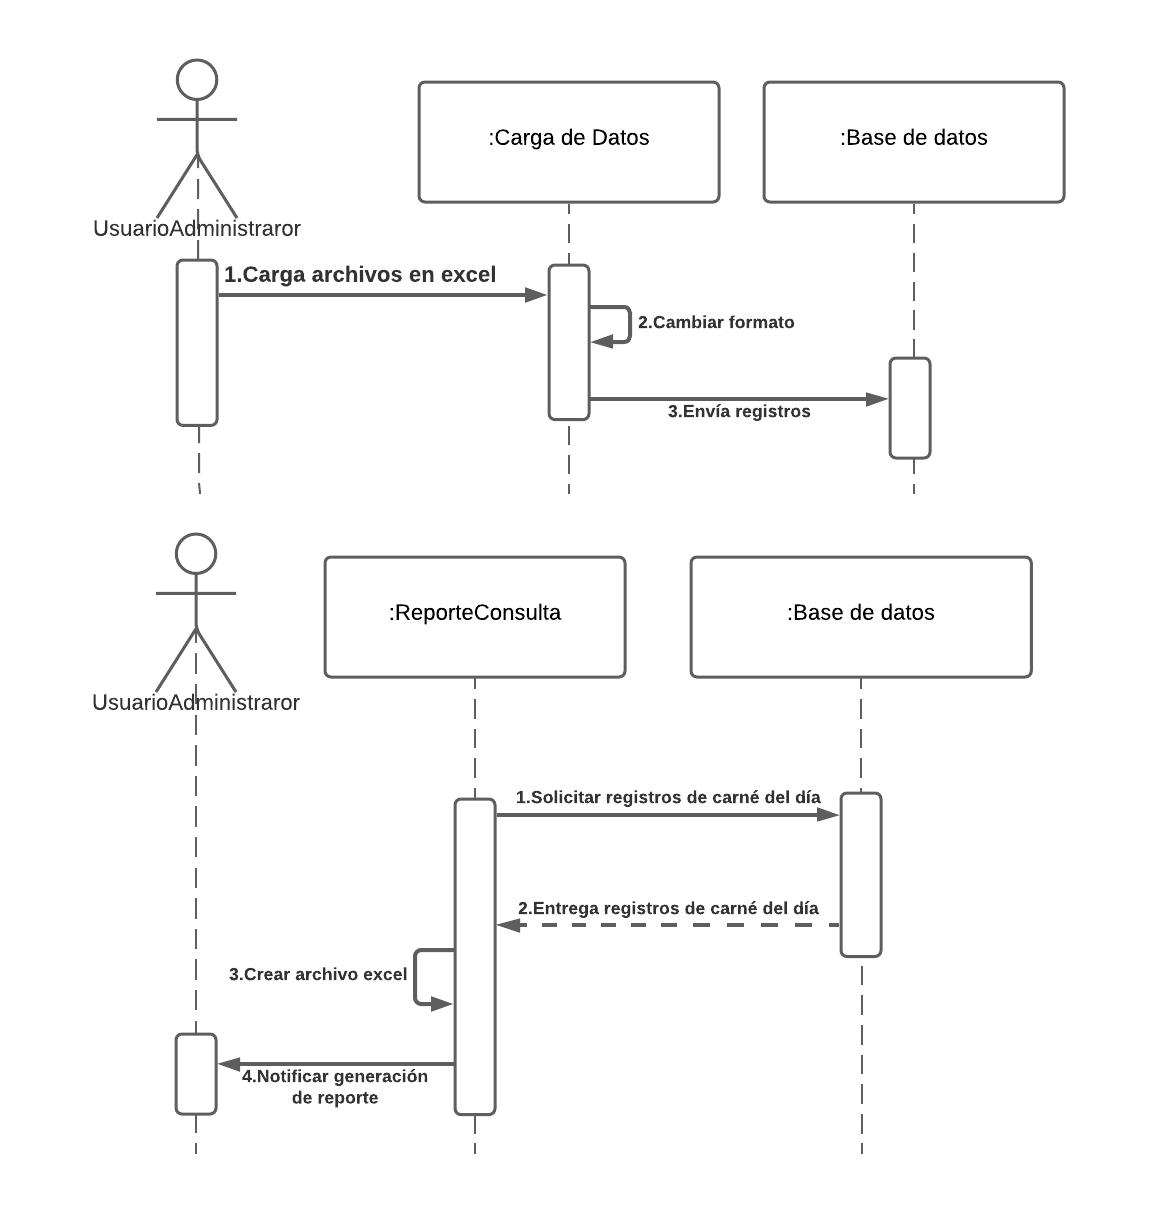 :Carga de Datos
:Base de datos
UsuarioAdministraror
1.Carga archivos en excel
2.Cambiar formato
3.Envía registros
:ReporteConsulta
:Base de datos
UsuarioAdministraror
1.Solicitar registros de carné del día
2.Entrega registros de carné del día
3.Crear archivo excel
4.Notificar generación
de reporte